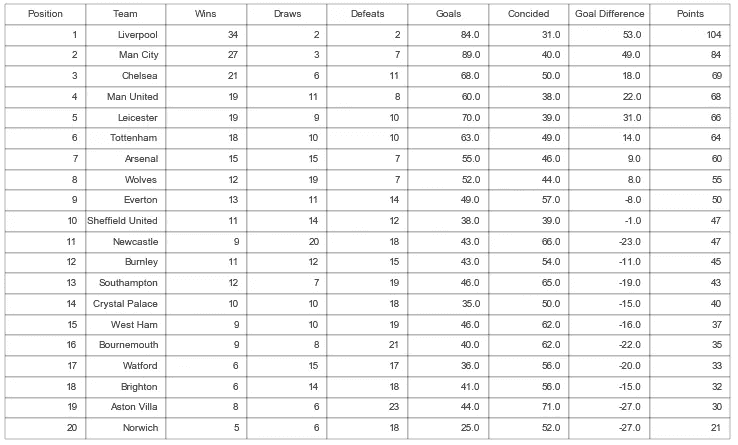 Position Team Wins Draws Defeats Goals Concided Goal Difference Points
1 Liverpool 34 2 2 84.0 31.0 53.0 104
2 Man City 27 3 7 89.0 40.0 49.0 84
3 Chelsea 21 6 11 68.0 50.0 18.0 69
4 Man United 19 11 8 60.0 38.0 22.0 68
5 Leicester 19 9 10 70.0 39.0 31.0 66
6 Tottenham 18 10 10 63.0 49.0 14.0 64
7 Arsenal 15 15 7 55.0 46.0 9.0 60
8 Wolves 12 19 7 52.0 44.0 8.0 55
9 Everton 13 11 14 49.0 57.0 -8.0 50
10 Sheffield United 11 14 12 38.0 39.0 -1.0 47
11 Newcastle 9 20 18 43.0 66.0 -23.0 47
12 Burnley 11 12 15 43.0 54.0 -11.0 45
13 Southampton 12 7 19 46.0 65.0 -19.0 43
14 Crystal Palace 10 10 18 35.0 50.0 -15.0 40
15 West Ham 9 10 19 46.0 62.0 -16.0 37
16 Bournemouth 9 8 21 40.0 62.0 -22.0 35
17 Watford 6 15 17 36.0 56.0 -20.0 33
18 Brighton 6 14 18 41.0 56.0 -15.0 32
19 Aston Villa 8 6 23 44.0 71.0 -27.0 30
20 Norwich 5 6 18 25.0 52.0 -27.0 21